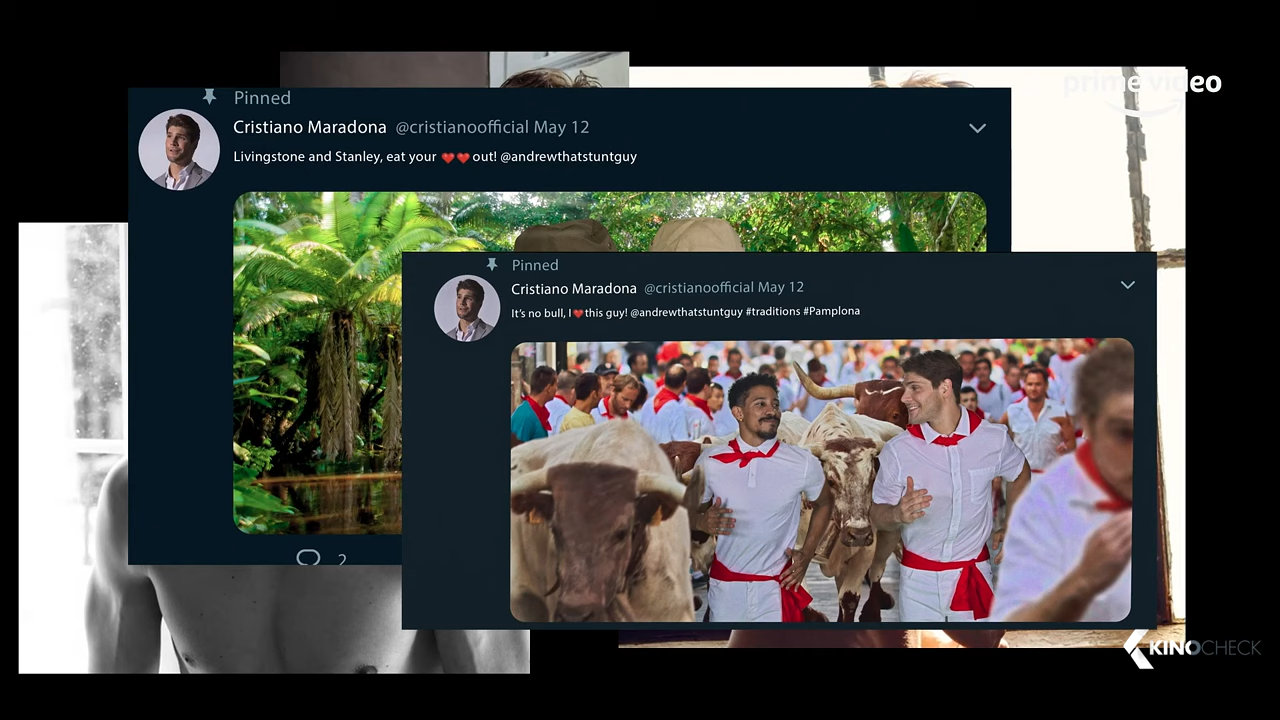 prime video
Pinned
Cristiano Maradona @cristianoofficial May 12
Livingstone and Stanley, eat your ❤️❤️ out! @andrewthatstuntguy
Pinned
Cristiano Maradona @cristianoofficial May 12
It's no bull, I❤️this guy! @andrewthatstuntguy #traditions #Pamplona
2
KINOCHECK